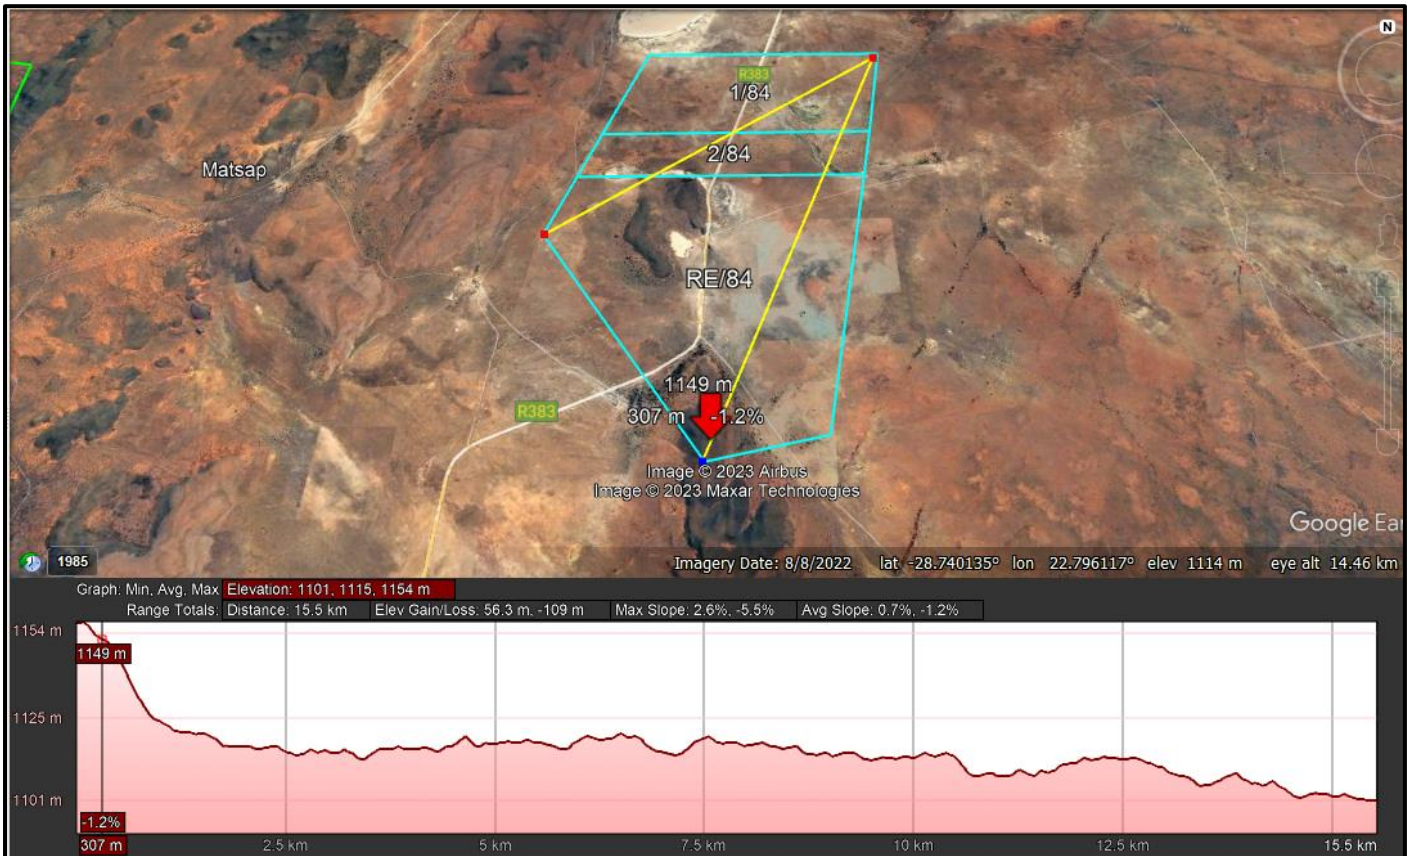 N
R383
1/84
2/84
Matsap
RE/84
1149 m
R383
307 m -1.2%
Image © 2023 Airbus
Image © 2023 Maxar Technologies
Google Ear
1985
Imagery Date: 8/8/2022 lat -28.740135° lon 22.796117° elev 1114 m eye alt 14.46 km
Graph: Min, Avg, Max Elevation: 1101, 1115, 1154 m
Range Totals: Distance: 15.5 km Elev Gain/Loss: 56.3 m, -109 m Max Slope: 2.6%, -5.5% Avg Slope: 0.7%, -1.2%
1154 m
1149 m
1125 m
1101 m
-1.2%
307 m 2.5 km 5 km 7.5 km 10 km 12.5 km 15.5 km